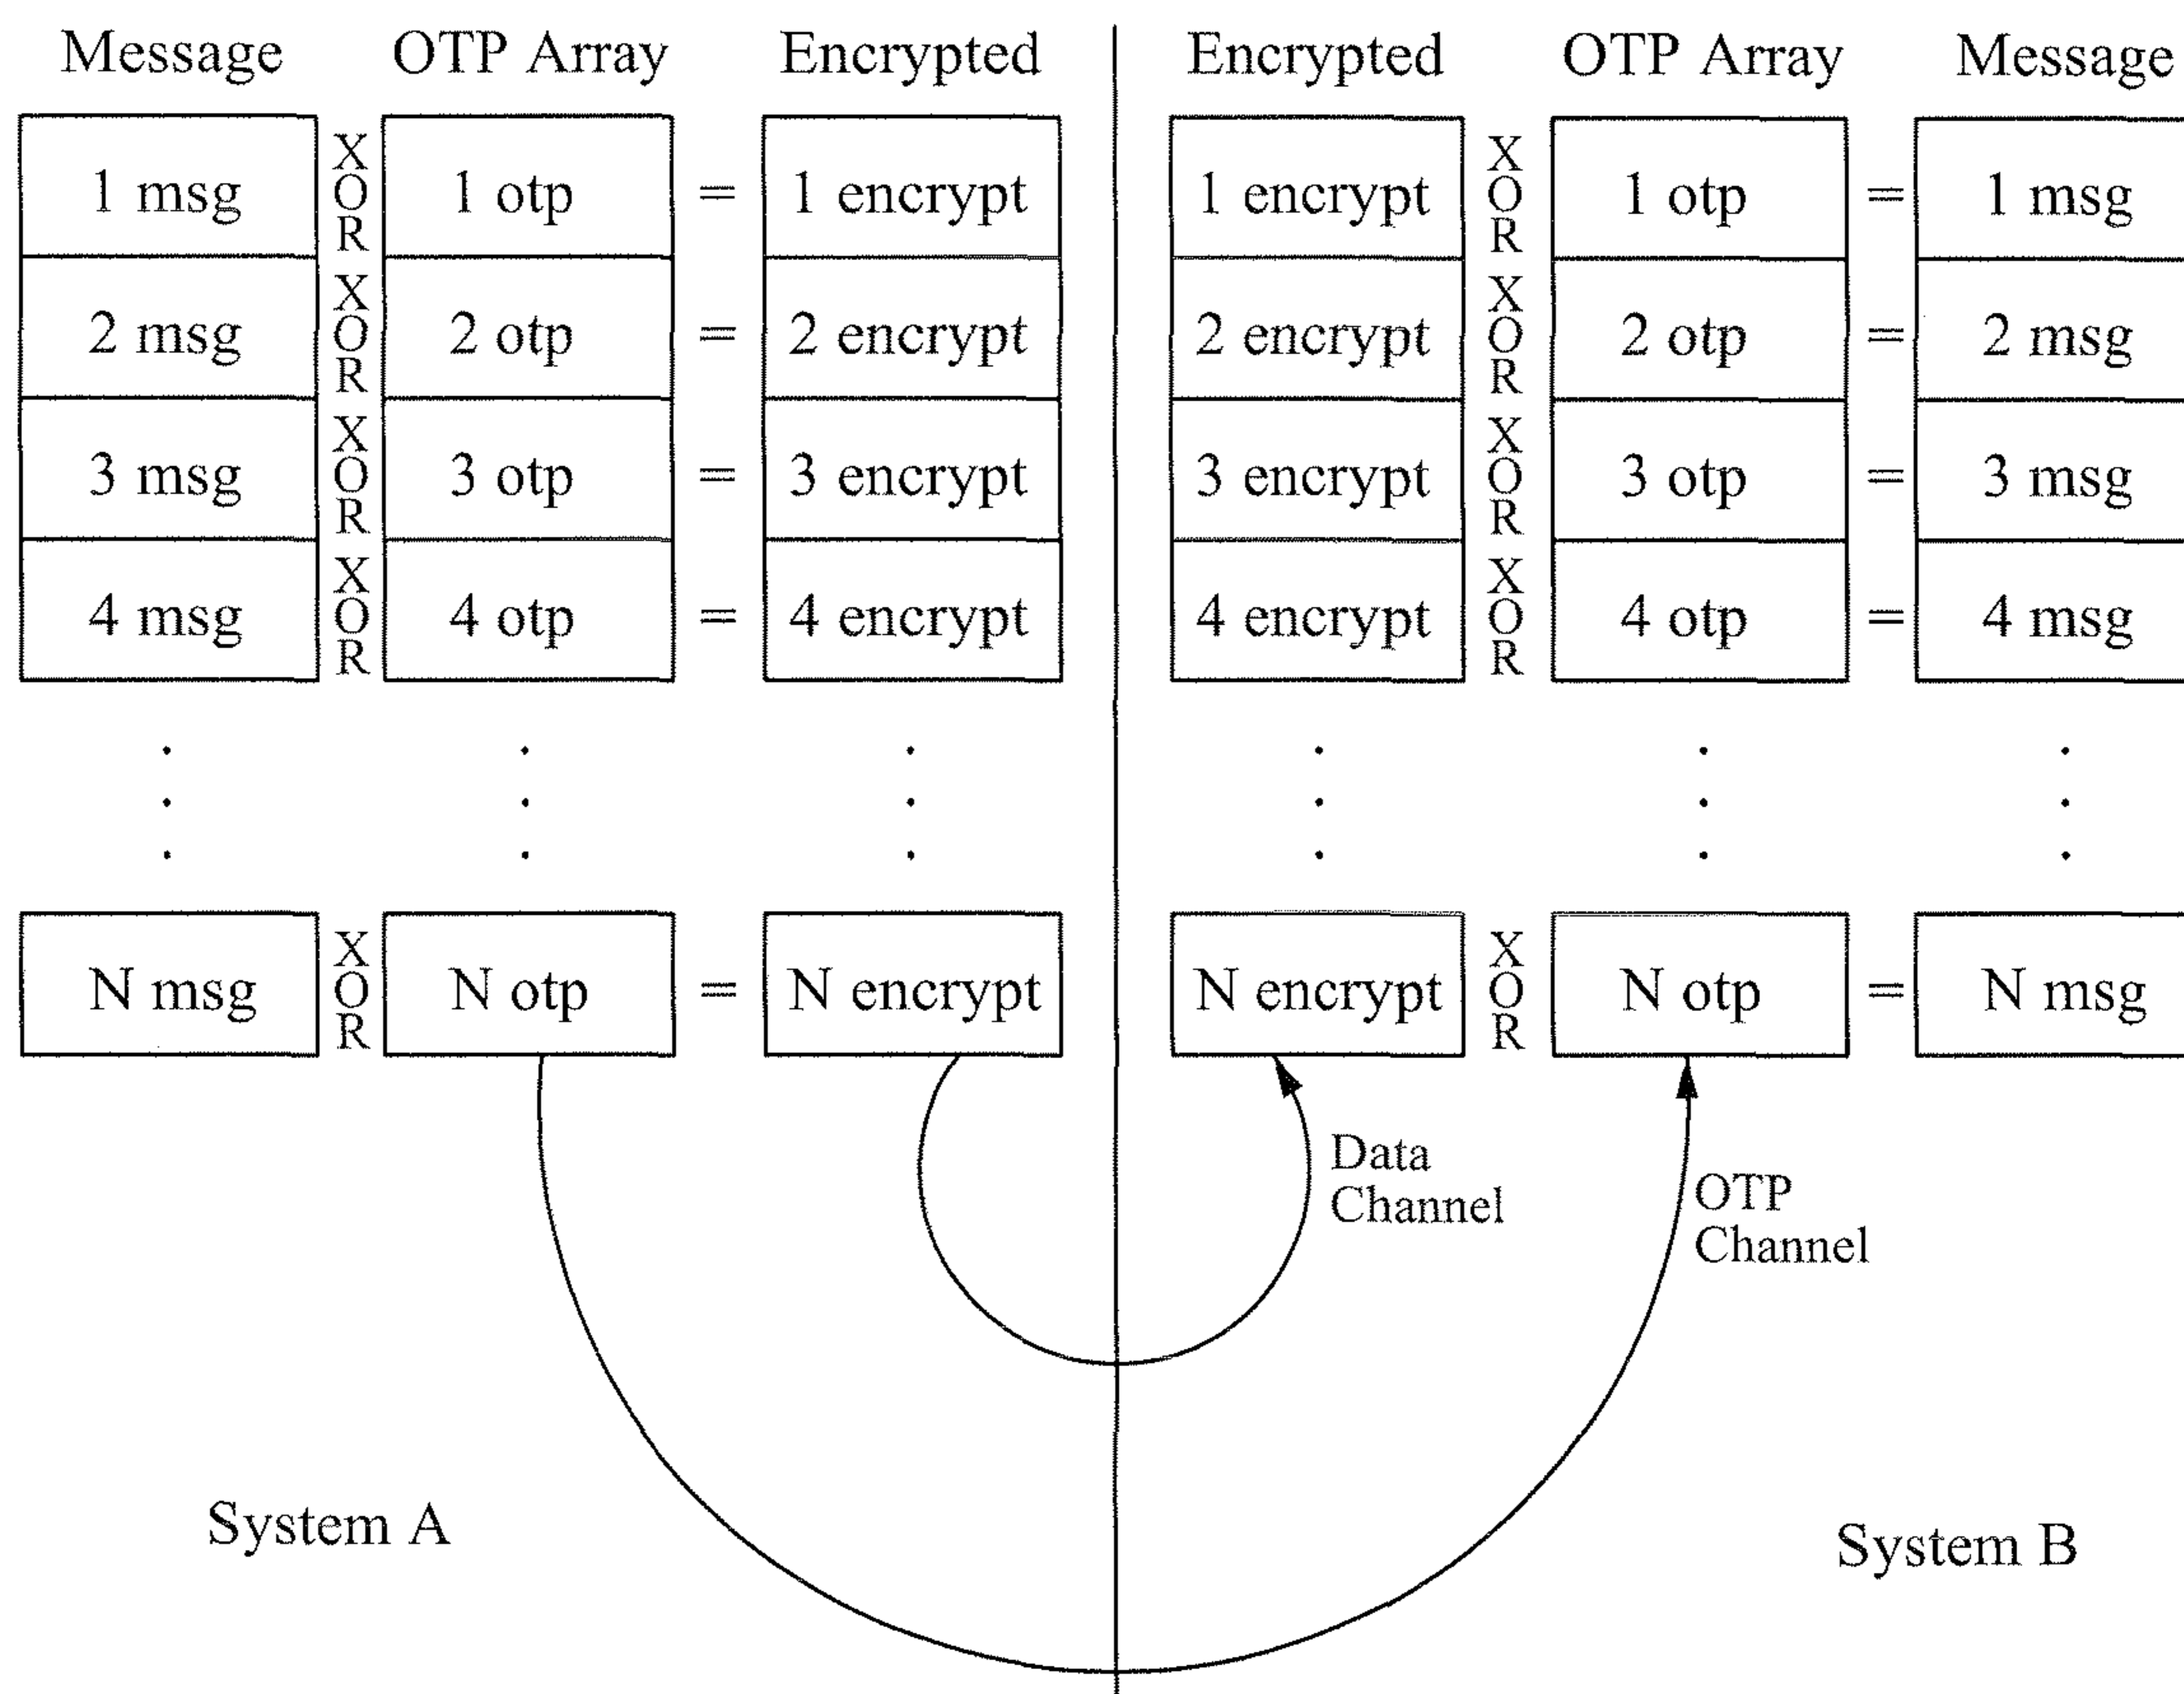 Message OTP Array Encrypted Encrypted OTP Array Message
1 msg XOR 1 otp = 1 encrypt 1 encrypt XOR 1 otp = 1 msg
2 msg XOR 2 otp = 2 encrypt 2 encrypt XOR 2 otp = 2 msg
3 msg XOR 3 otp = 3 encrypt 3 encrypt XOR 3 otp = 3 msg
4 msg XOR 4 otp = 4 encrypt 4 encrypt XOR 4 otp = 4 msg
N msg XOR N otp = N encrypt N encrypt XOR N otp = N msg
Data
Channel
OTP
Channel
System A
System B